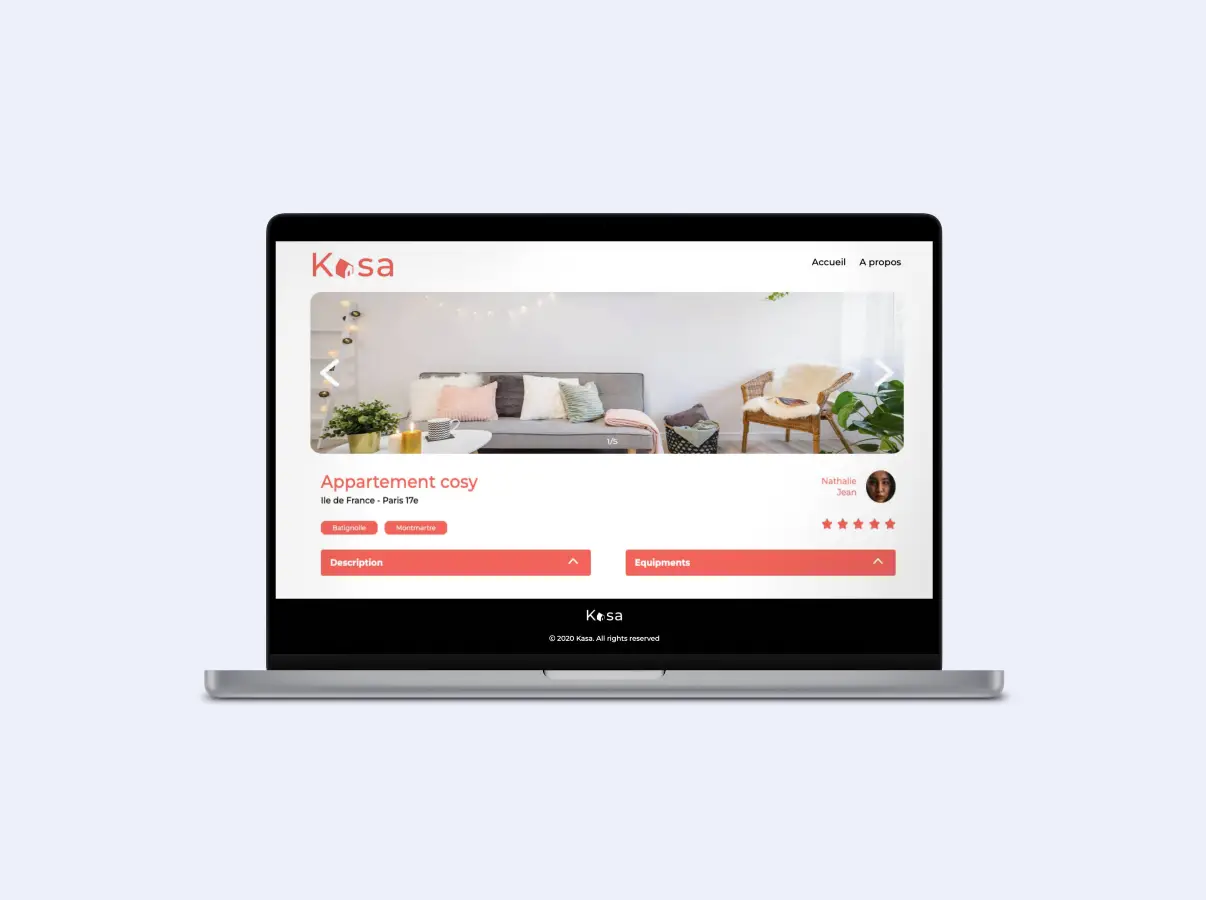 Kasa
Accueil A propos
1/5
Appartement cosy
Ile de France - Paris 17e
Nathalie
Jean
Batignolle Montmartre
Description Equipments
Kasa
© 2020 Kasa. All rights reserved